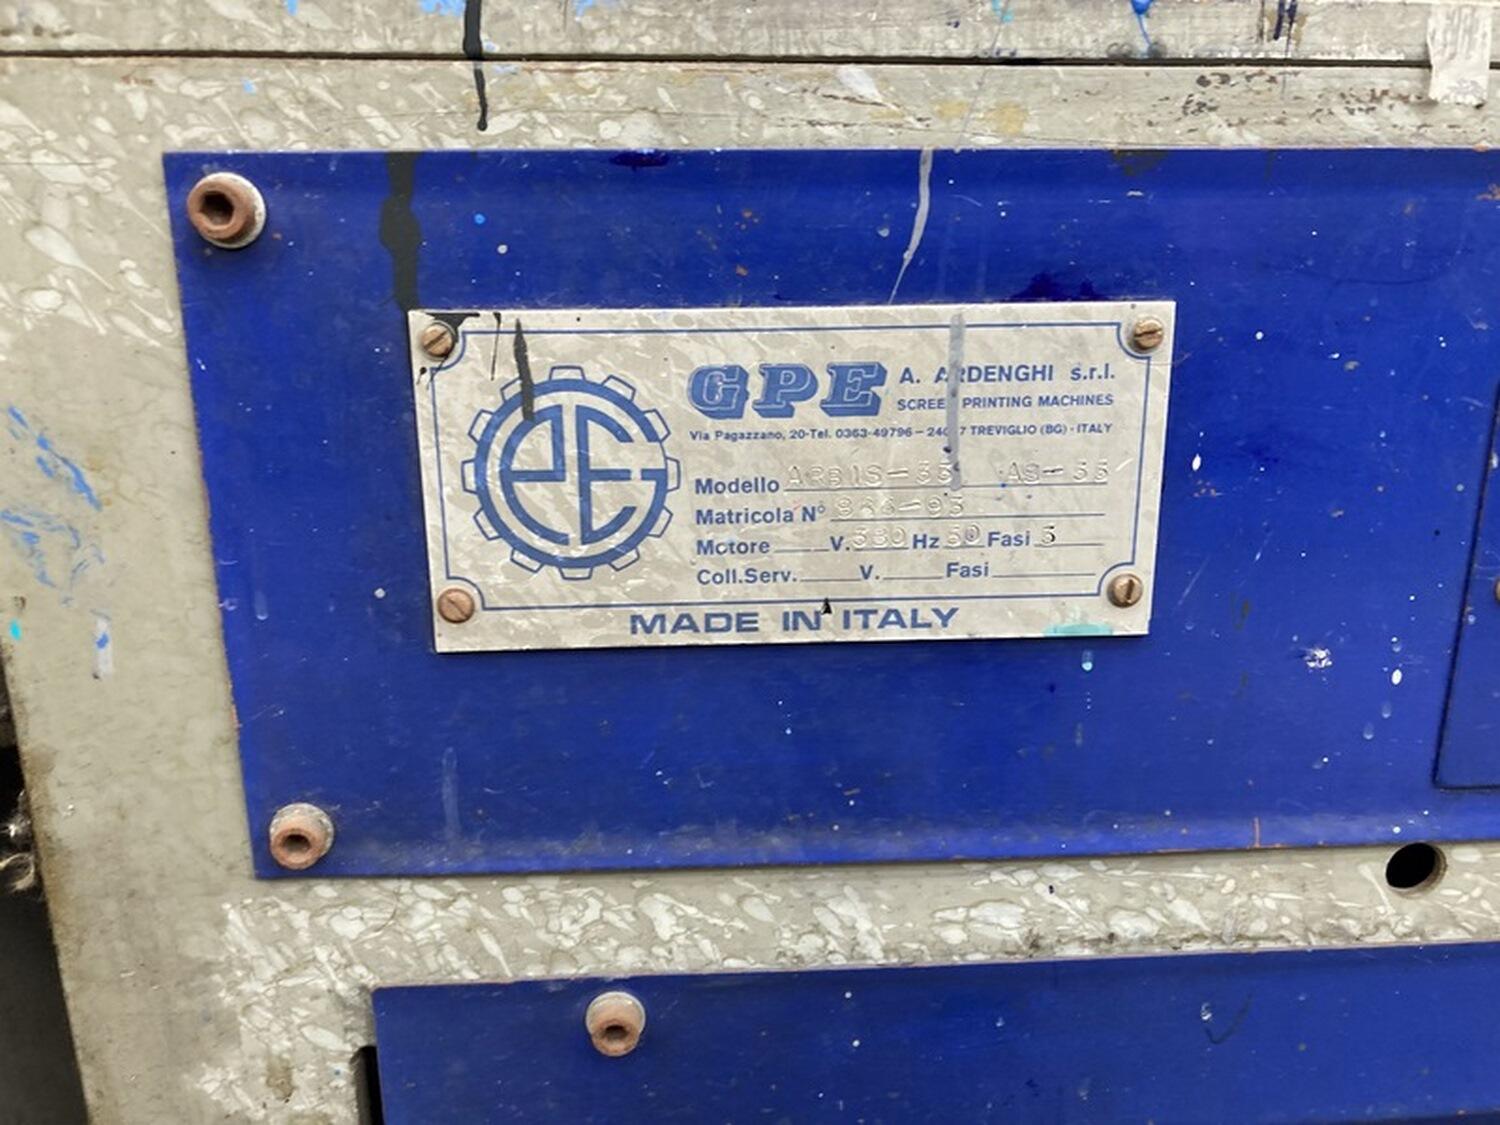 GPE A. ARDENGHI s.r.l.
SCREEN PRINTING MACHINES
Via Pagazzano, 20-Tel. 0363-49796 - 24047 TREVIGLIO (BG) - ITALY
Modello
Matricola N°
Motore V. 380 Hz 50 Fasi 3
Coll.Serv. V. Fasi
MADE IN ITALY